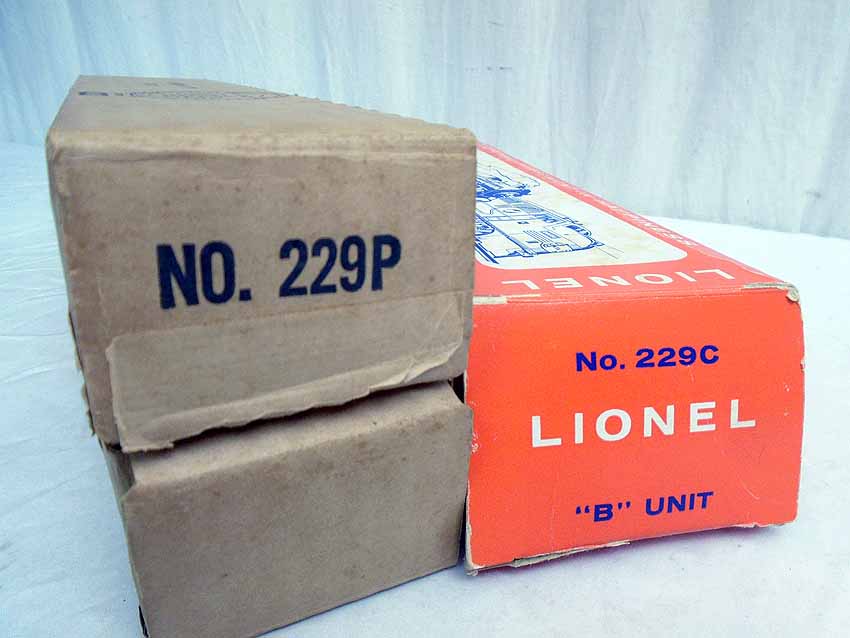 NO. 229P
LIONEL
No. 229C
LIONEL
"B" UNIT